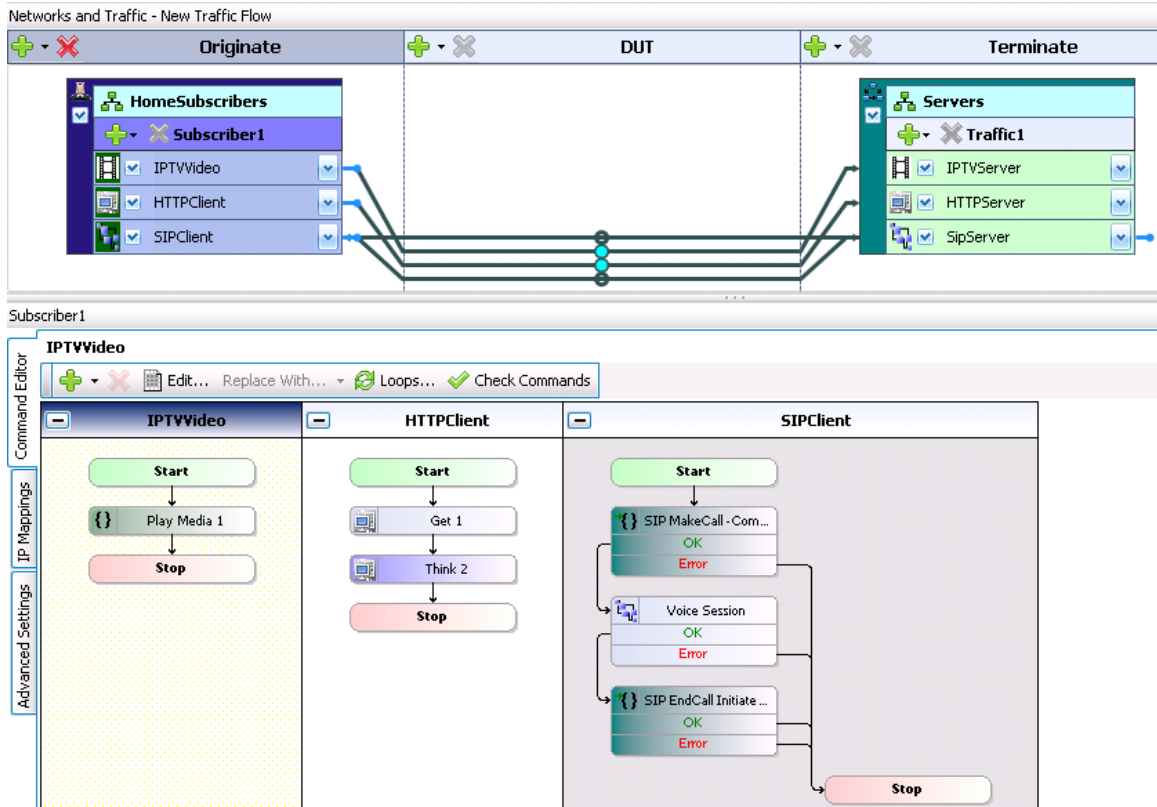 Networks and Traffic - New Traffic Flow
Originate
DUT
Terminate
HomeSubscribers
Subscriber1
IPTVVideo
HTTPClient
SIPClient
Servers
Traffic1
IPTVServer
HTTPServer
SipServer
Subscriber1
Command Editor
IP Mappings
Advanced Settings
IPTVVideo
Edit... Replace With... Loops... Check Commands
IPTVVideo
HTTPClient
SIPClient
Start
Play Media 1
Stop
Start
Get 1
Think 2
Stop
Start
SIP MakeCall - Com...
OK
Error
Voice Session
OK
Error
SIP EndCall Initiate ...
OK
Error
Stop